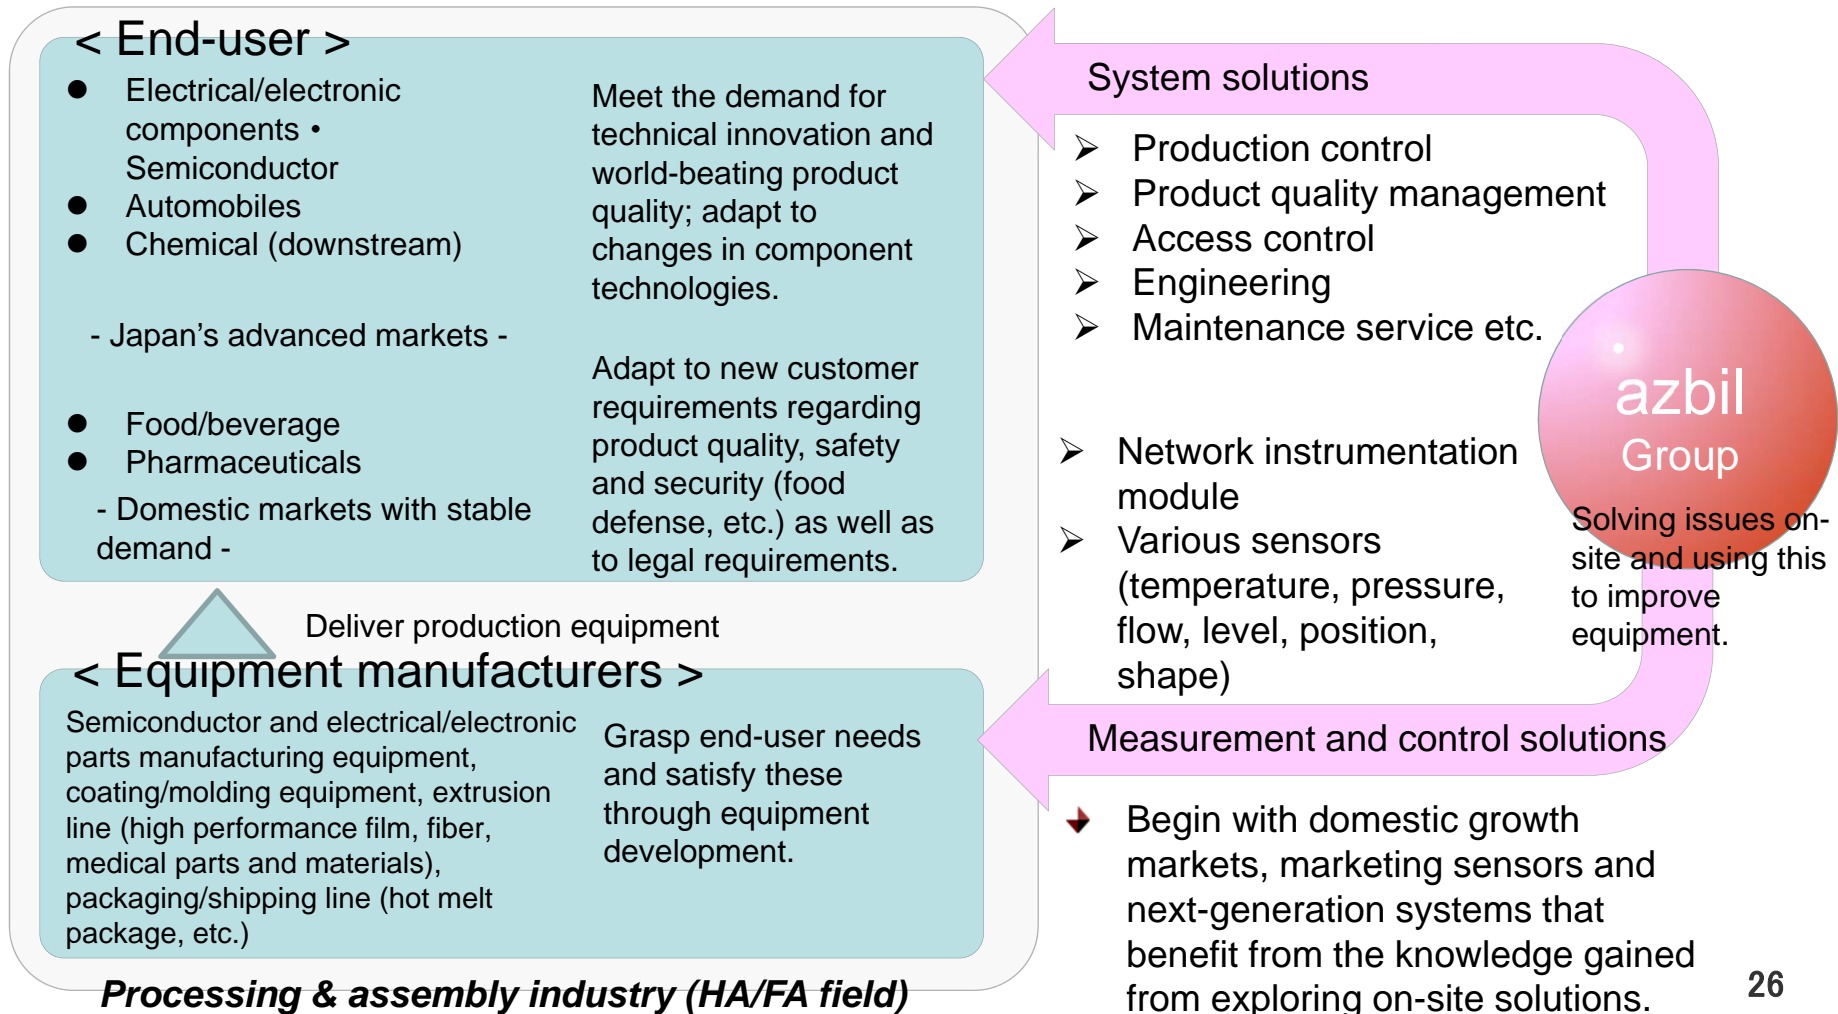 < End-user >
● Electrical/electronic
components・
Semiconductor
● Automobiles
● Chemical (downstream)
- Japan's advanced markets -
● Food/beverage
● Pharmaceuticals
- Domestic markets with stable
demand -
Meet the demand for
technical innovation and
world-beating product
quality; adapt to
changes in component
technologies.
Adapt to new customer
requirements regarding
product quality, safety
and security (food
defense, etc.) as well as
to legal requirements.
Deliver production equipment
< Equipment manufacturers >
Semiconductor and electrical/electronic
parts manufacturing equipment,
coating/molding equipment, extrusion
line (high performance film, fiber,
medical parts and materials),
packaging/shipping line (hot melt
package, etc.)
Grasp end-user needs
and satisfy these
through equipment
development.
Processing & assembly industry (HA/FA field)
System solutions
➢ Production control
➢ Product quality management
➢ Access control
➢ Engineering
➢ Maintenance service etc.
➢ Network instrumentation
module
➢ Various sensors
(temperature, pressure,
flow, level, position,
shape)
azbil
Group
Solving issues on-
site and using this
to improve
equipment.
Measurement and control solutions
Begin with domestic growth
markets, marketing sensors and
next-generation systems that
benefit from the knowledge gained
from exploring on-site solutions.
26